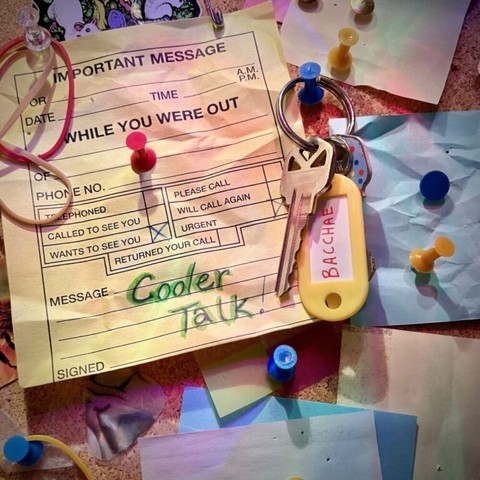 IMPORTANT MESSAGE
OR
A.M.
DATE TIME P.M.
WHILE YOU WERE OUT
OF
PHONE NO.
TELEPHONED
CALLED TO SEE YOU
WANTS TO SEE YOU
PLEASE CALL
WILL CALL AGAIN
URGENT
RETURNED YOUR CALL
MESSAGE Cooler
Talk!
SIGNED
BACCHAE